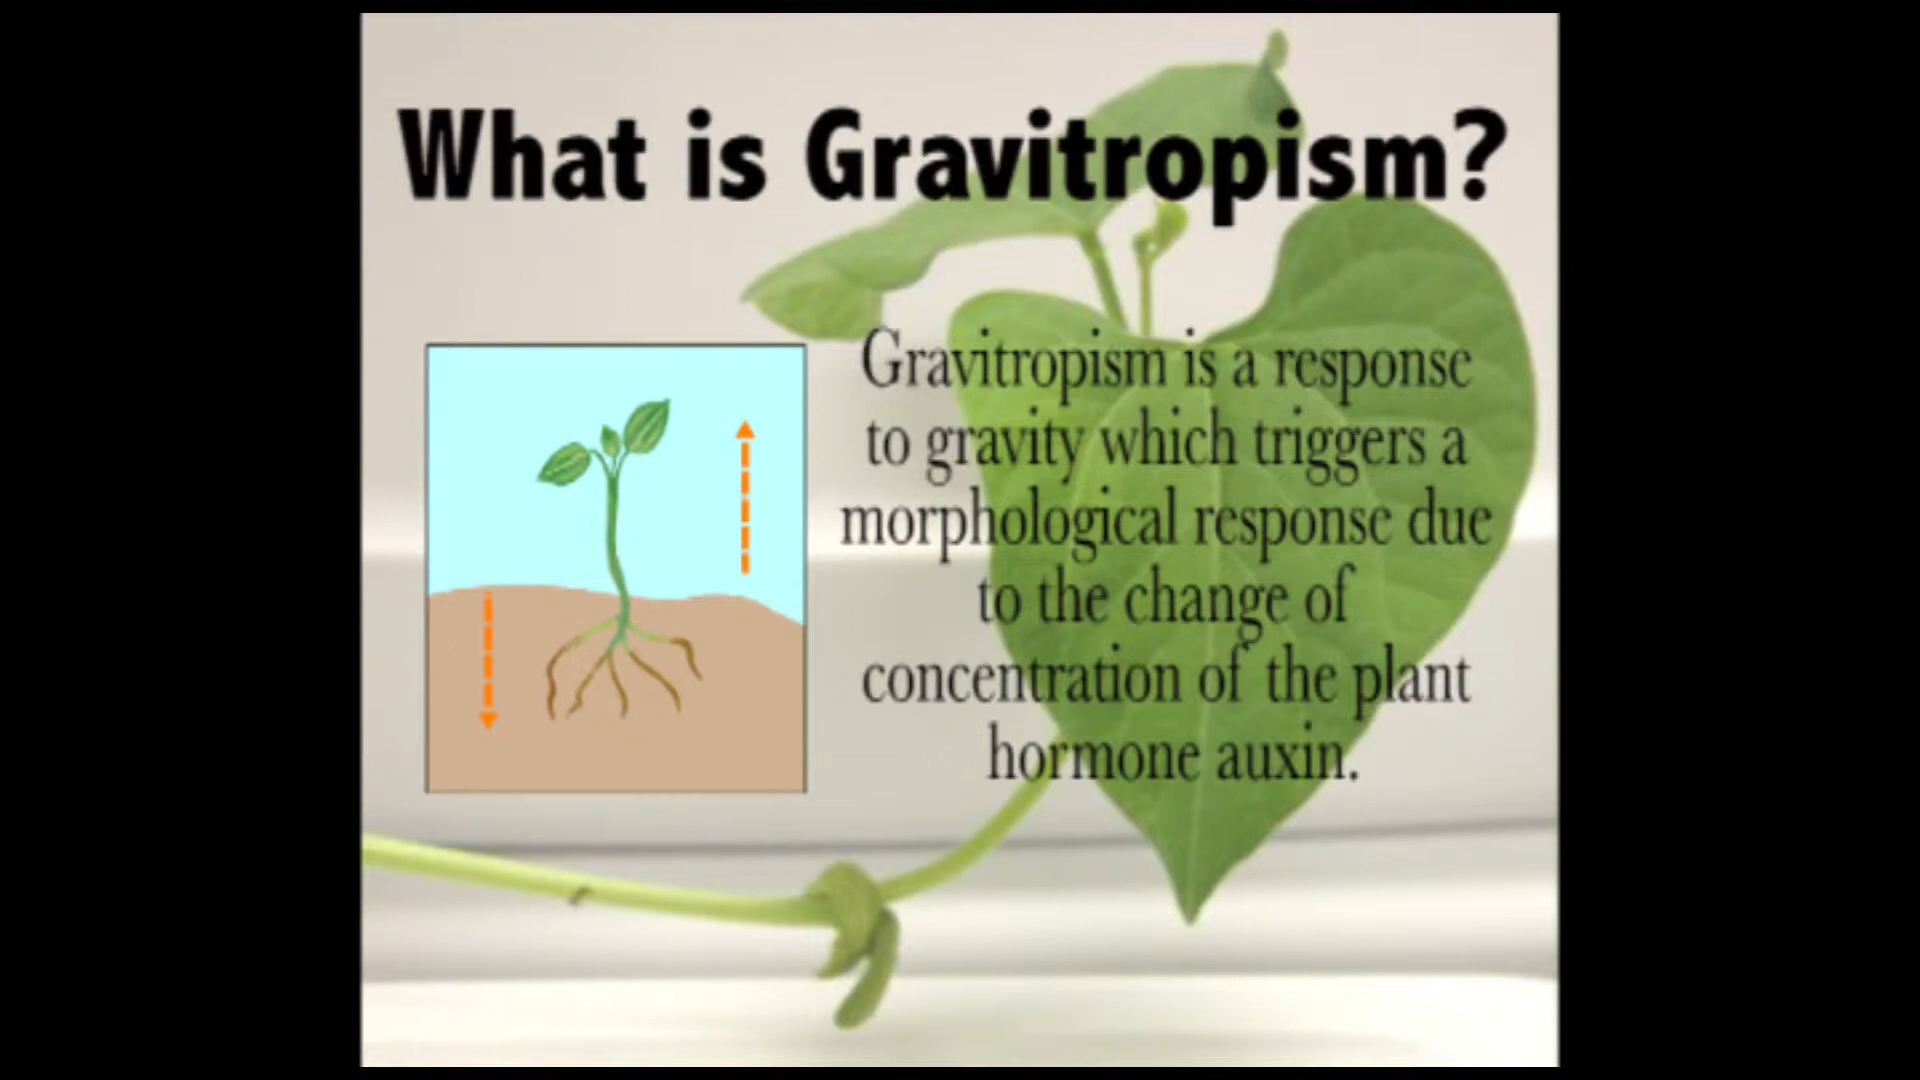 What is Gravitropism?
Gravitropism is a response
to gravity which triggers a
morphological response due
to the change of
concentration of the plant
hormone auxin.